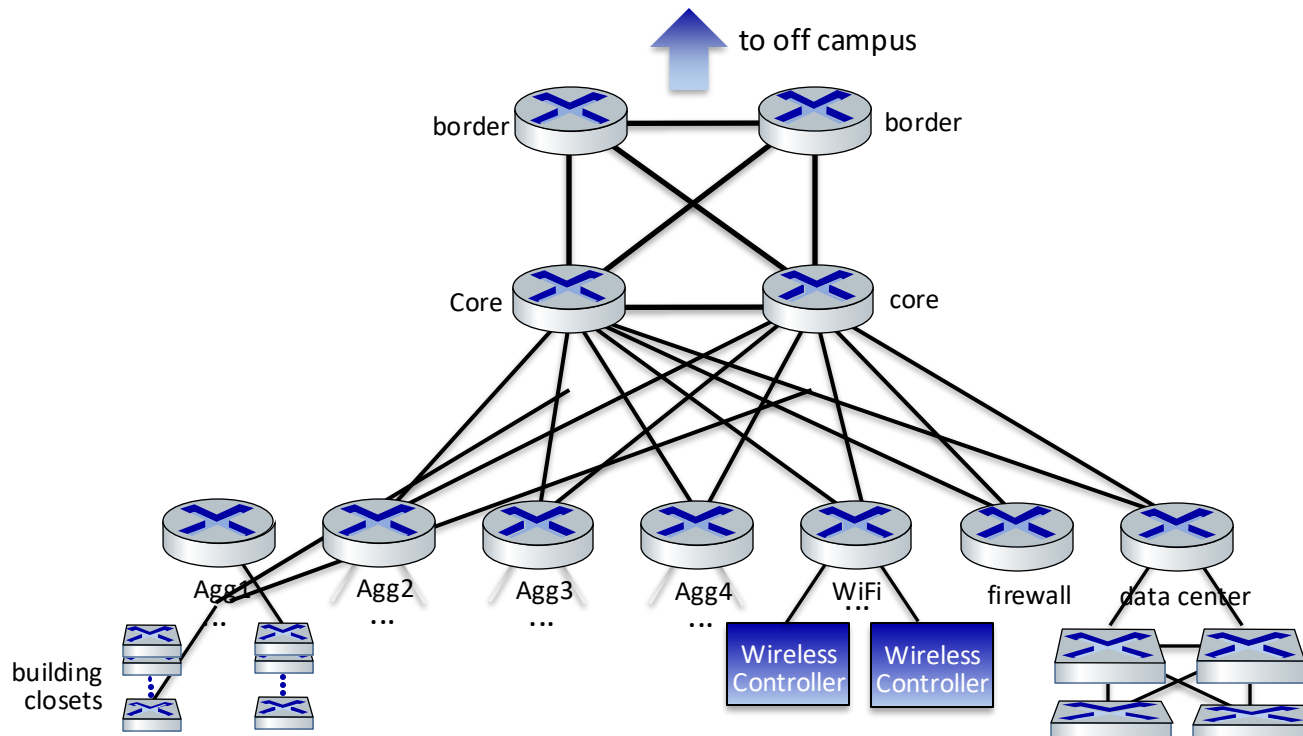 to off campus
border
border
Core
core
Agg1
Agg2
Agg3
Agg4
WiFi
firewall
data center
...
...
...
...
...
building
closets
Wireless
Controller
Wireless
Controller